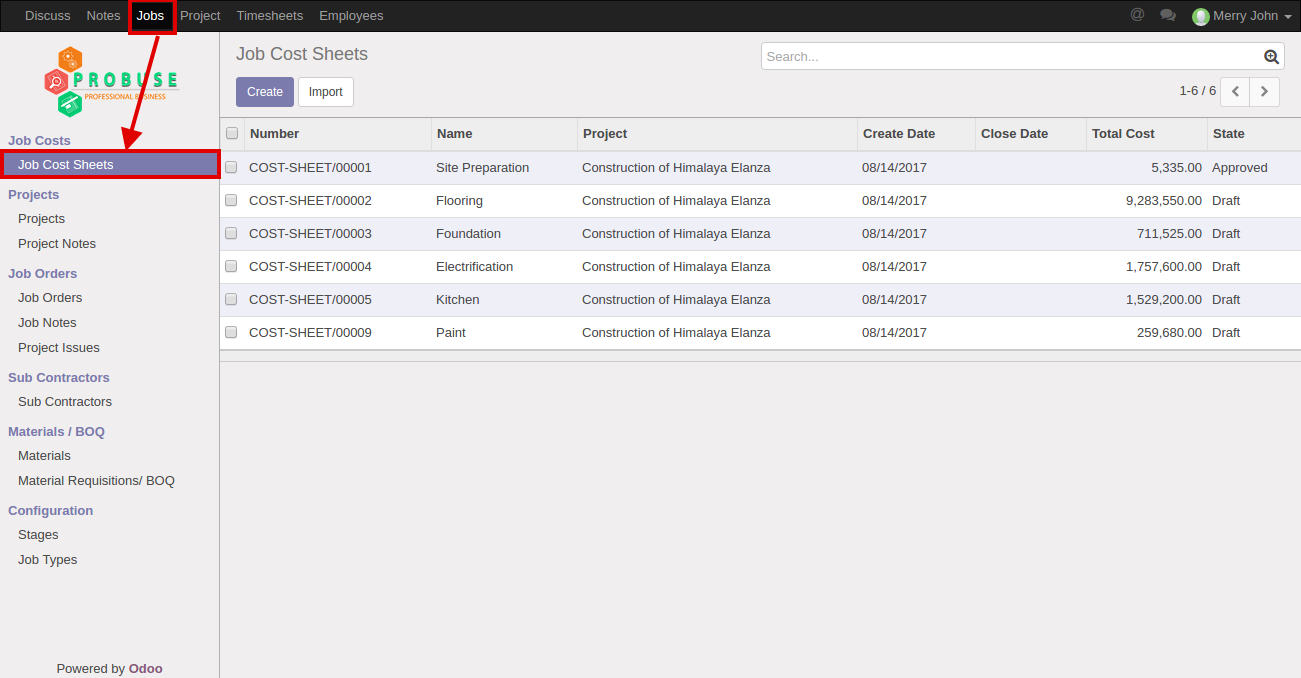 Discuss Notes Jobs Project Timesheets Employees @ Merry John
PROBUSE
PROFESSIONAL BUSINESS
Job Cost Sheets
Search...
Create Import
1-6 / 6
Job Costs
Job Cost Sheets
Projects
Projects
Project Notes
Job Orders
Job Orders
Job Notes
Project Issues
Sub Contractors
Sub Contractors
Materials / BOQ
Materials
Material Requisitions/ BOQ
Configuration
Stages
Job Types
Powered by Odoo
Number Name Project Create Date Close Date Total Cost State
COST-SHEET/00001 Site Preparation Construction of Himalaya Elanza 08/14/2017 5,335.00 Approved
COST-SHEET/00002 Flooring Construction of Himalaya Elanza 08/14/2017 9,283,550.00 Draft
COST-SHEET/00003 Foundation Construction of Himalaya Elanza 08/14/2017 711,525.00 Draft
COST-SHEET/00004 Electrification Construction of Himalaya Elanza 08/14/2017 1,757,600.00 Draft
COST-SHEET/00005 Kitchen Construction of Himalaya Elanza 08/14/2017 1,529,200.00 Draft
COST-SHEET/00009 Paint Construction of Himalaya Elanza 08/14/2017 259,680.00 Draft